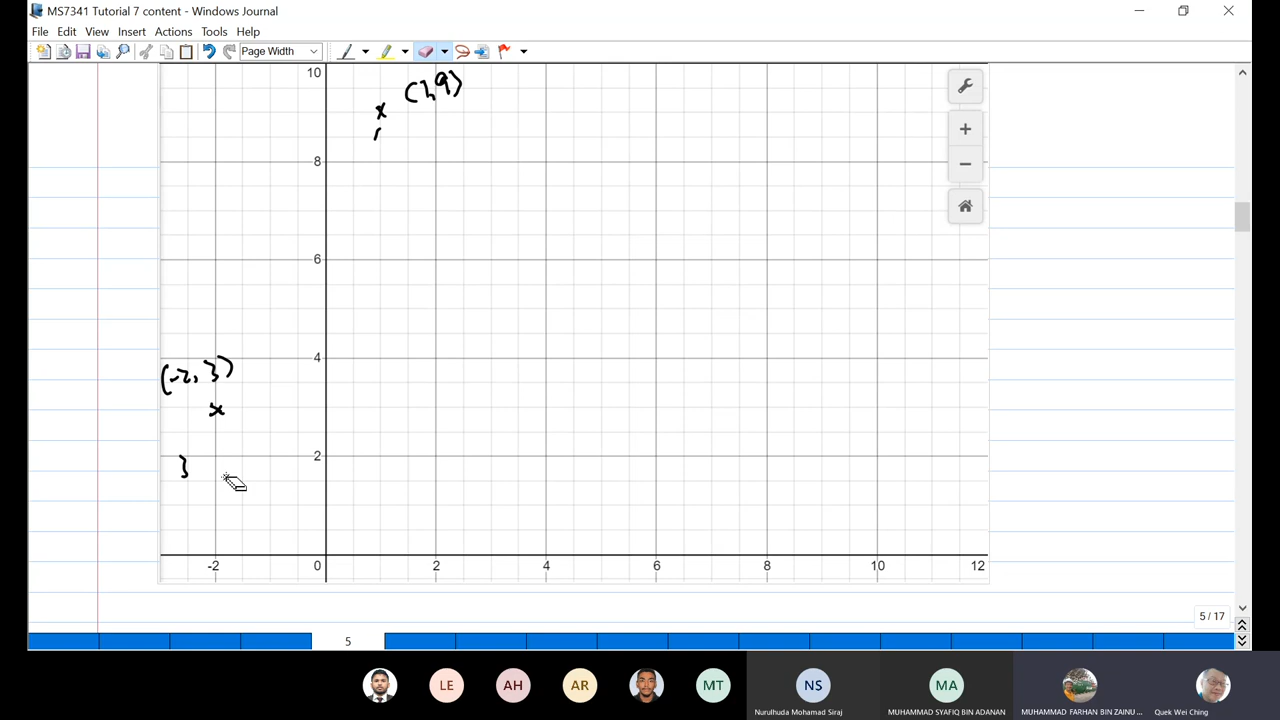 MS7341 Tutorial 7 content - Windows Journal
File Edit View Insert Actions Tools Help
Page Width
10
(1,9)
x
8
6
4
(-2, 3)
x
2
3
-2 0 2 4 6 8 10 12
5 / 17
5
LE AH AR MT NS MA
Nurulhuda Mohamad Siraj MUHAMMAD SYAFIQ BIN ADANAN MUHAMMAD FARHAN BIN ZAINU ... Quek Wei Ching